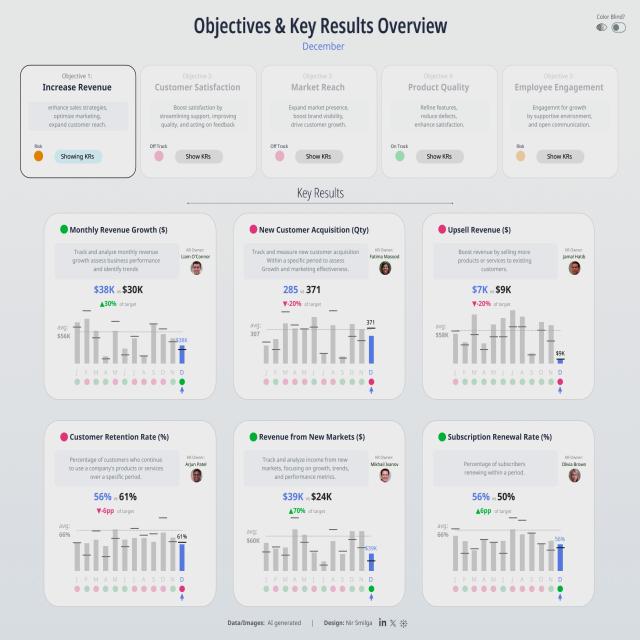 Objectives & Key Results Overview
December
Color Blind?
Objective 1:
Increase Revenue
enhance sales strategies,
optimize marketing,
expand customer reach.
Risk
Showing KRs
Objective 2:
Customer Satisfaction
Boost satisfaction by
streamlining support, improving
quality, and acting on feedback
Off Track
Show KRs
Objective 3:
Market Reach
Expand market presence,
boost brand visibility,
drive customer growth.
Off Track
Show KRs
Objective 4:
Product Quality
Refine features,
reduce defects,
enhance satisfaction.
On Track
Show KRs
Objective 5:
Employee Engagement
Engagemnt for growth
by supportive environment,
and open communication.
Risk
Show KRs
Key Results
Monthly Revenue Growth ($)
Track and analyze monthly revenue
growth assess business performance
and identify trends
KR Owner:
Liam O'Connor
$38K vs $30K
▲30% of target
avg:
$56K
$38K
J F M A M J J A S O N D
New Customer Acquisition (Qty)
Track and measure new customer acquisition
Within a specific period to assess
Growth and marketing effectiveness.
KR Owner:
Fatima Masood
285 vs 371
▼-20% of target
avg:
307
371
J F M A M J J A S O N D
Upsell Revenue ($)
Boost revenue by selling more
products or services to existing
customers.
KR Owner:
Jamal Habib
$7K vs $9K
▼-20% of target
avg:
$58K
$9K
J F M A M J J A S O N D
Customer Retention Rate (%)
Percentage of customers who continue
to use a company's products or services
over a specific period.
KR Owner:
Arjun Patel
56% vs 61%
▼-6pp of target
avg:
66%
61%
J F M A M J J A S O N D
Revenue from New Markets ($)
Track and analyze income from new
markets, focusing on growth, trends,
and performance metrics.
KR Owner:
Mikhail Ivanov
$39K vs $24K
▲70% of target
avg:
$60K
$39K
J F M A M J J A S O N D
Subscription Renewal Rate (%)
Percentage of subscribers
renewing within a period.
KR Owner:
Olivia Brown
56% vs 50%
▲6pp of target
avg:
66%
56%
J F M A M J J A S O N D
Data/Images: AI generated | Design: Nir Smilga in X